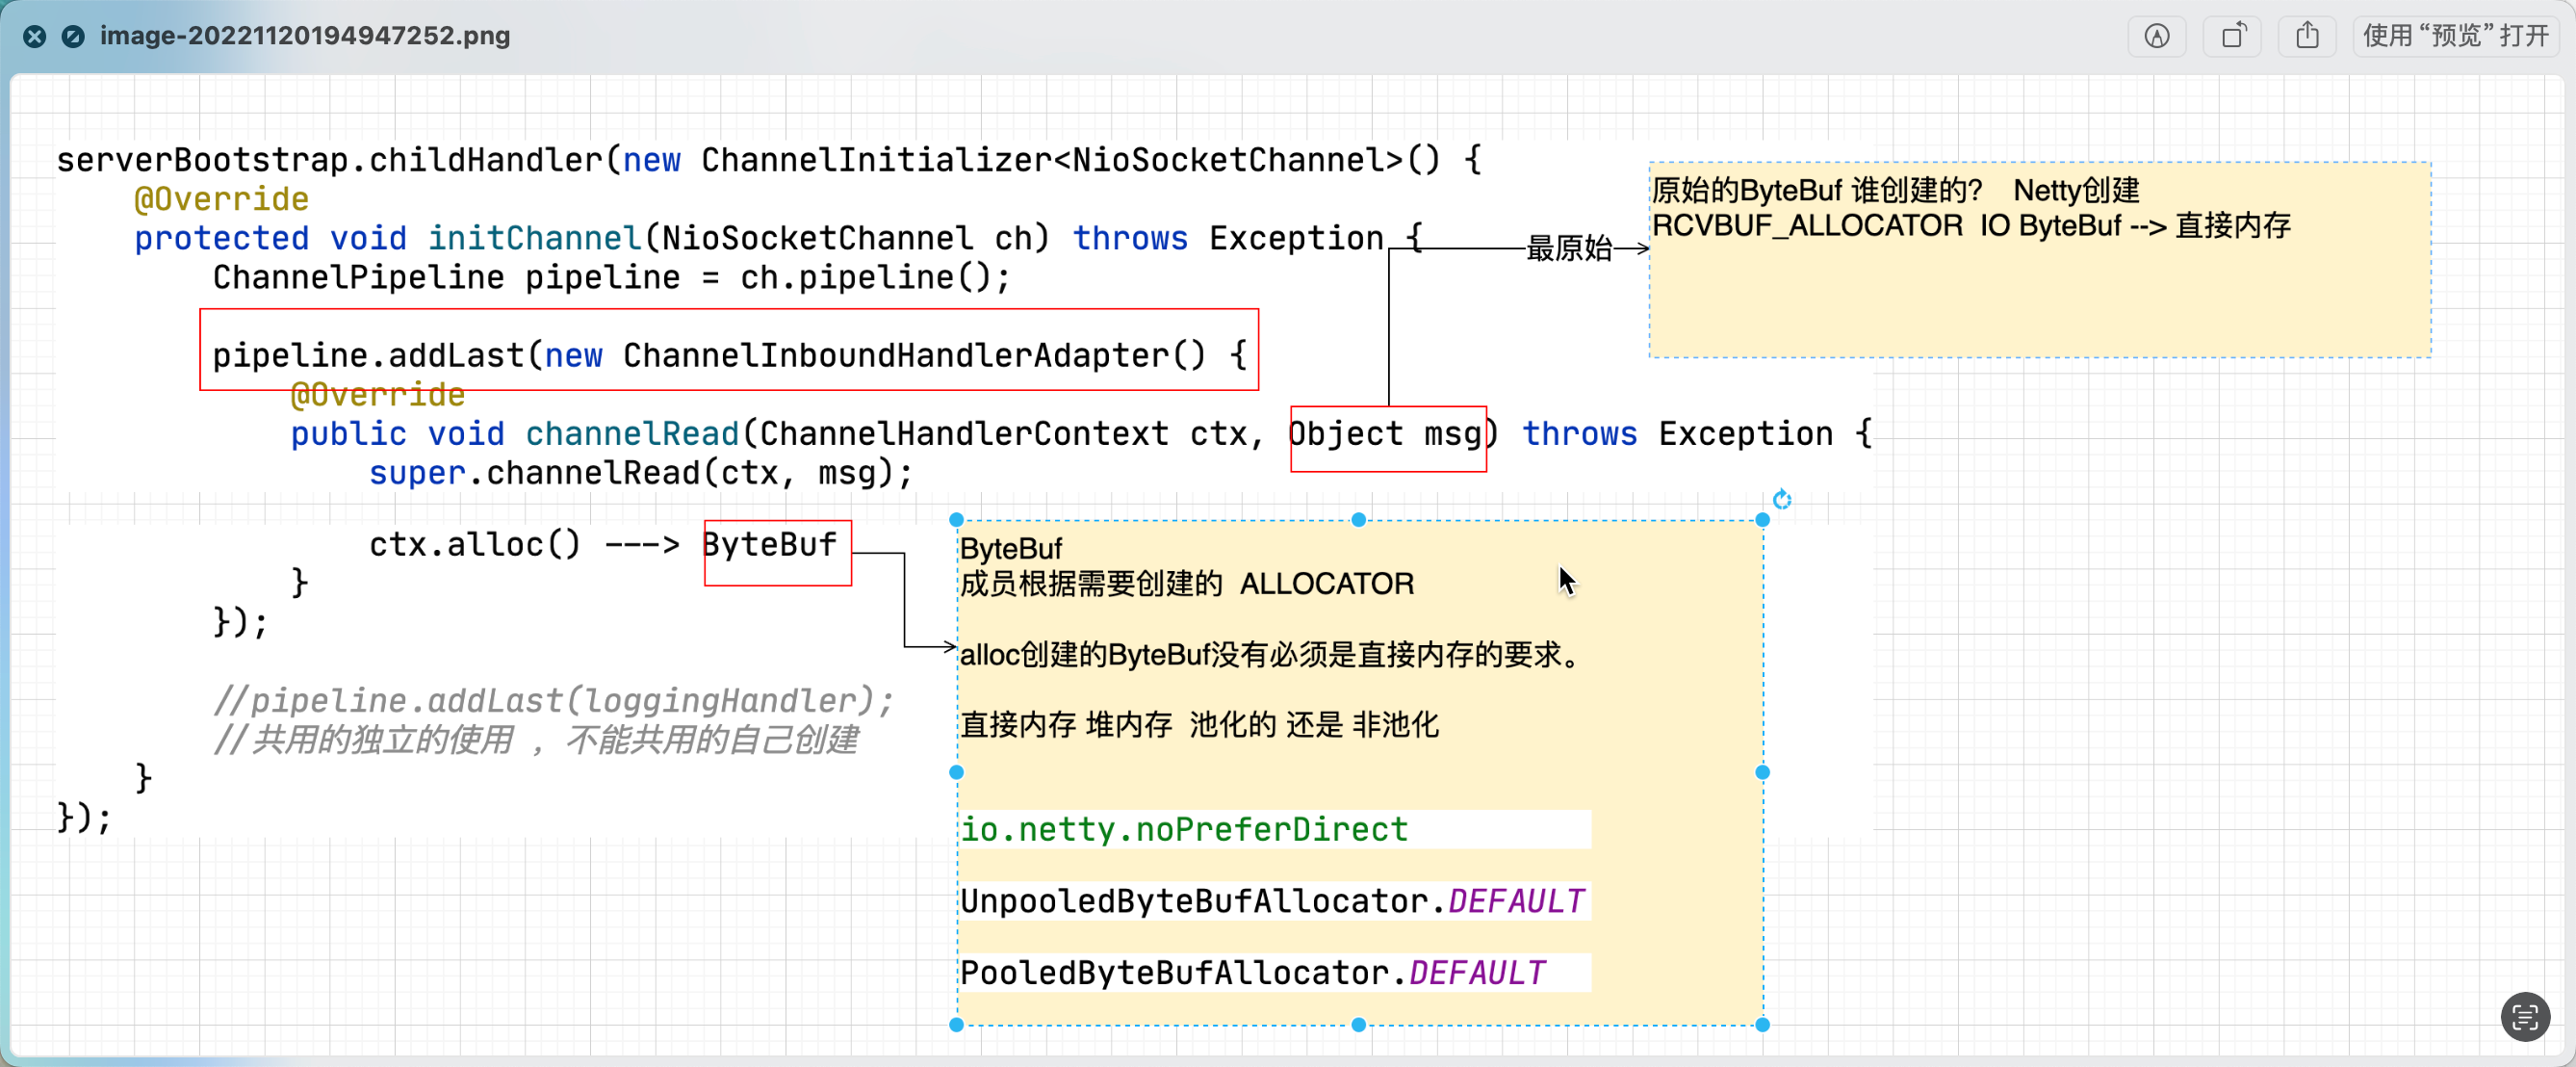 image-20221120194947252.png
使用“预览”打开
serverBootstrap.childHandler(new ChannelInitializer<NioSocketChannel>() {
@Override
protected void initChannel(NioSocketChannel ch) throws Exception {
ChannelPipeline pipeline = ch.pipeline();
pipeline.addLast(new ChannelInboundHandlerAdapter() {
@Override
public void channelRead(ChannelHandlerContext ctx, Object msg) throws Exception {
super.channelRead(ctx, msg);
ctx.alloc() ---> ByteBuf
}
});
//pipeline.addLast(loggingHandler);
//共用的独立的使用 ，不能共用的自己创建
}
});
最原始
原始的ByteBuf 谁创建的? Netty创建
RCVBUF_ALLOCATOR IO ByteBuf --> 直接内存
ByteBuf
成员根据需要创建的 ALLOCATOR
alloc创建的ByteBuf没有必须是直接内存的要求。
直接内存 堆内存 池化的 还是 非池化
io.netty.noPreferDirect
UnpooledByteBufAllocator.DEFAULT
PooledByteBufAllocator.DEFAULT